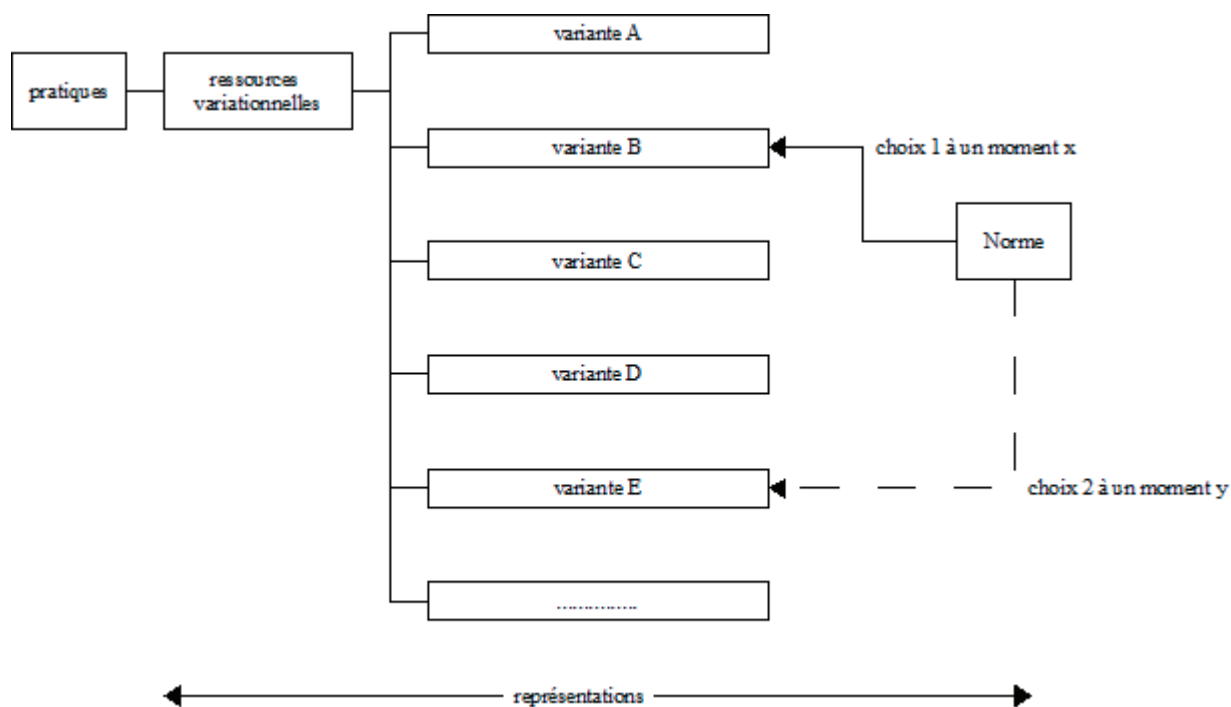 variante A
pratiques
ressources
variationnelles
variante B
choix 1 à un moment x
Norme
variante C
variante D
variante E
choix 2 à un moment y
..............
représentations